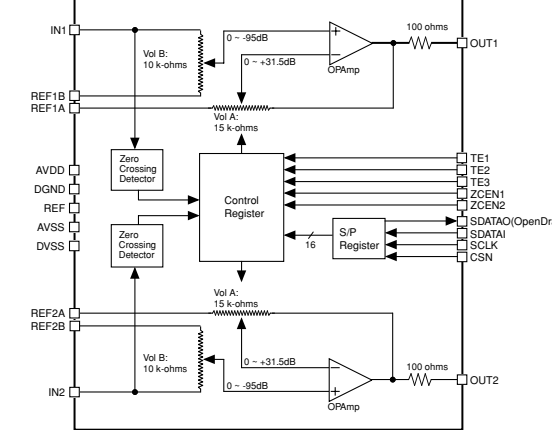 IN1
Vol B:
10 k-ohms
0 ~ -95dB
0 ~ +31.5dB
OPAmp
100 ohms
OUT1
REF1B
REF1A
Vol A:
15 k-ohms
AVDD
DGND
REF
AVSS
DVSS
Zero
Crossing
Detector
Zero
Crossing
Detector
Control
Register
16
S/P
Register
TE1
TE2
TE3
ZCEN1
ZCEN2
SDATAO(OpenDr
SDATAI
SCLK
CSN
Vol A:
15 k-ohms
REF2A
REF2B
Vol B:
10 k-ohms
0 ~ +31.5dB
0 ~ -95dB
OPAmp
100 ohms
OUT2
IN2